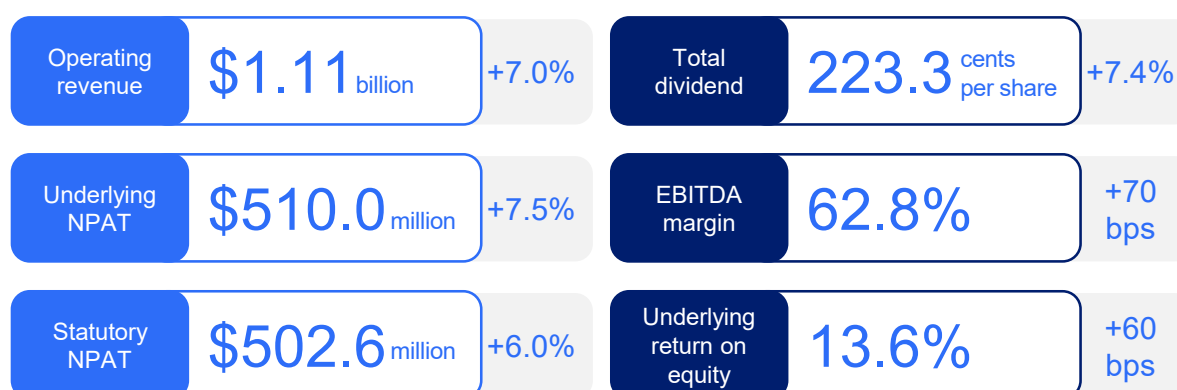 Operating
revenue
$1.11 billion
+7.0%
Total
dividend
223.3 cents
per share
+7.4%
Underlying
NPAT
$510.0 million
+7.5%
EBITDA
margin
62.8%
+70
bps
Statutory
NPAT
$502.6 million
+6.0%
Underlying
return on
equity
13.6%
+60
bps